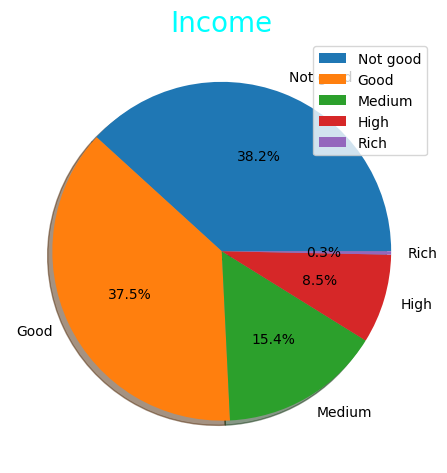 Income
Not good
Good
Medium
High
Rich
Not
38.2%
0.3%
Rich
8.5%
37.5%
High
15.4%
Good
Medium